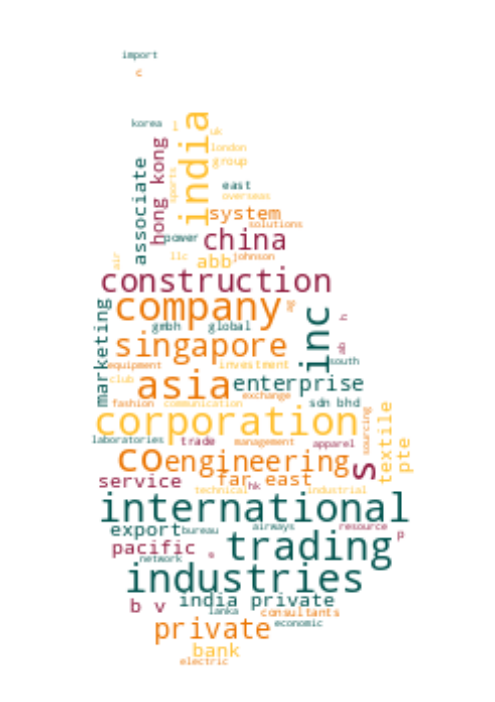 import
c
korea
l
uk
india
hong kong
associate
london
group
sports
east
overseas
system
solutions
power
china
llc
abb
johnson
air
construction
company
ag
inc
h
marketing
gmbh
global
singapore
ab
south
equipment
investment
club
asia
enterprise
exchange
fashion
communication
sdn bhd
corporation
sourcing
textile
pte
laboratories
trade
management
apparel
co
engineering
s
service
far east
hk
technical
industrial
international
export
bureau
airways
resource
p
pacific
trading
network
industries
india private
b v
lanka
consultants
private
economic
bank
electric